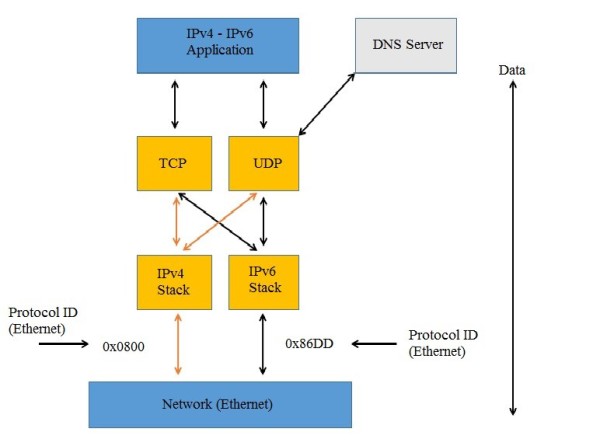 IPv4 - IPv6
Application
DNS Server
Data
TCP
UDP
IPv4
Stack
IPv6
Stack
Protocol ID
(Ethernet)
0x0800
0x86DD
Protocol ID
(Ethernet)
Network (Ethernet)